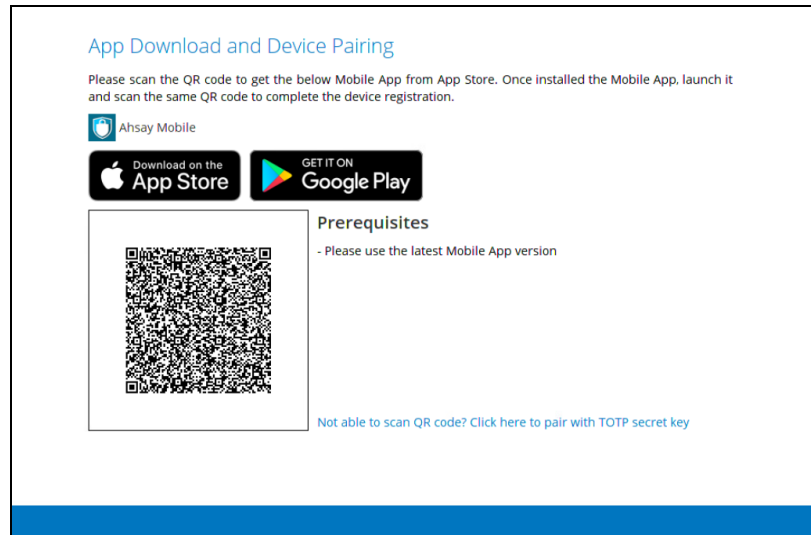 App Download and Device Pairing
Please scan the QR code to get the below Mobile App from App Store. Once installed the Mobile App, launch it
and scan the same QR code to complete the device registration.
Ahsay Mobile
Download on the
App Store
GET IT ON
Google Play
Prerequisites
- Please use the latest Mobile App version
Not able to scan QR code? Click here to pair with TOTP secret key